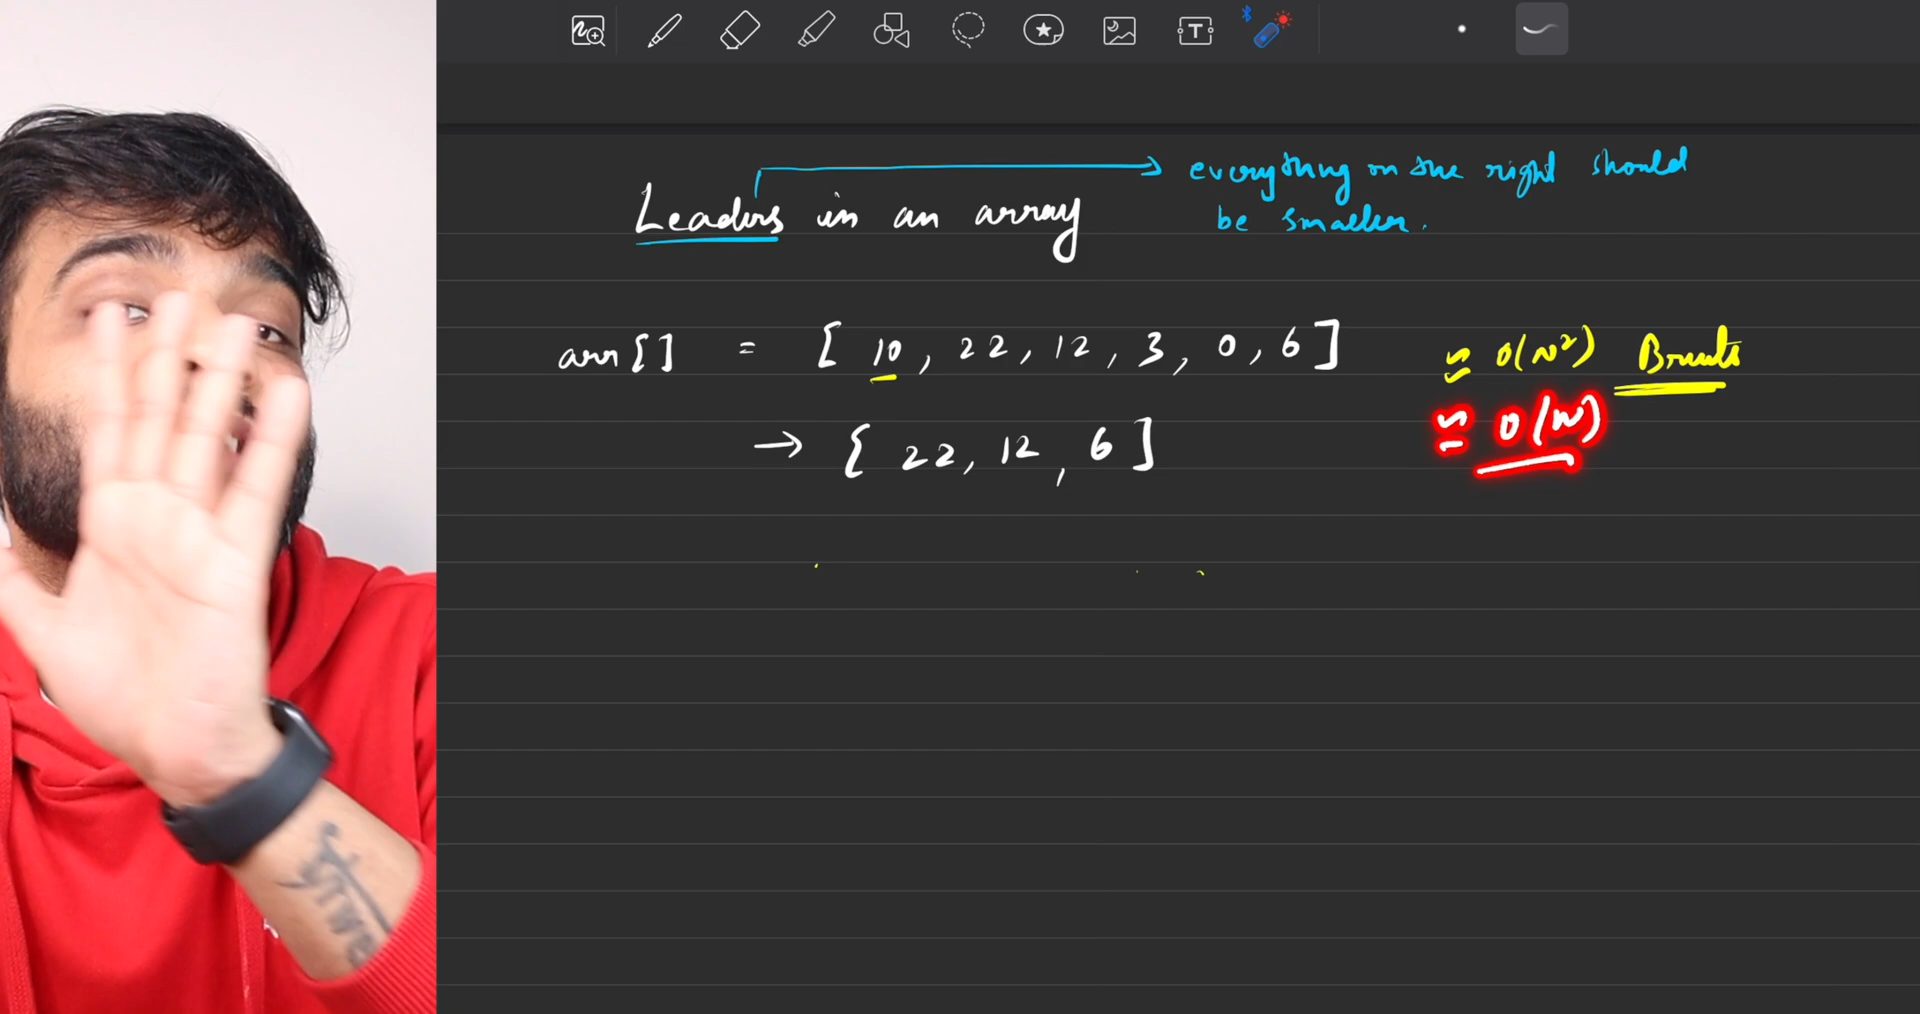 T
everything on the right should
be smaller.
Leaders in an array
arr[] = [ 10, 22, 12, 3, 0, 6 ]
≃ O(N²) Brute
≃ O(N)
→ { 22, 12, 6 ]